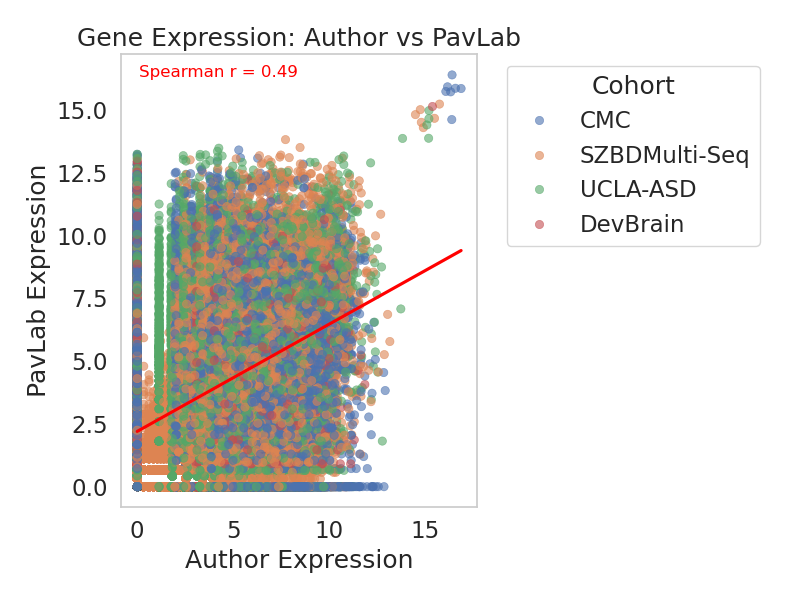 Gene Expression: Author vs PavLab
Spearman r = 0.49
PavLab Expression
15.0
12.5
10.0
7.5
5.0
2.5
0.0
0 5 10 15
Author Expression
Cohort
CMC
SZBDMulti-Seq
UCLA-ASD
DevBrain